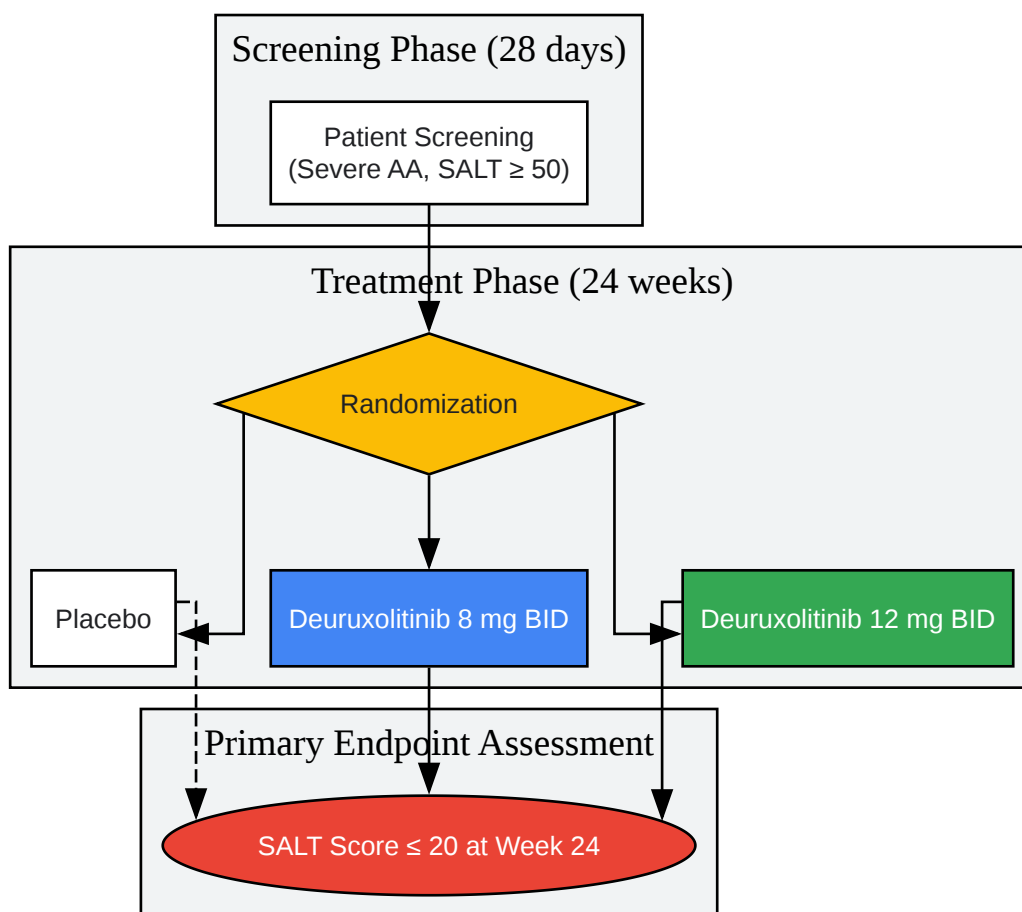 Screening Phase (28 days)
Patient Screening
(Severe AA, SALT ≥ 50)
Treatment Phase (24 weeks)
Randomization
Placebo
Deuruxolitinib 8 mg BID
Deuruxolitinib 12 mg BID
Primary Endpoint Assessment
SALT Score ≤ 20 at Week 24